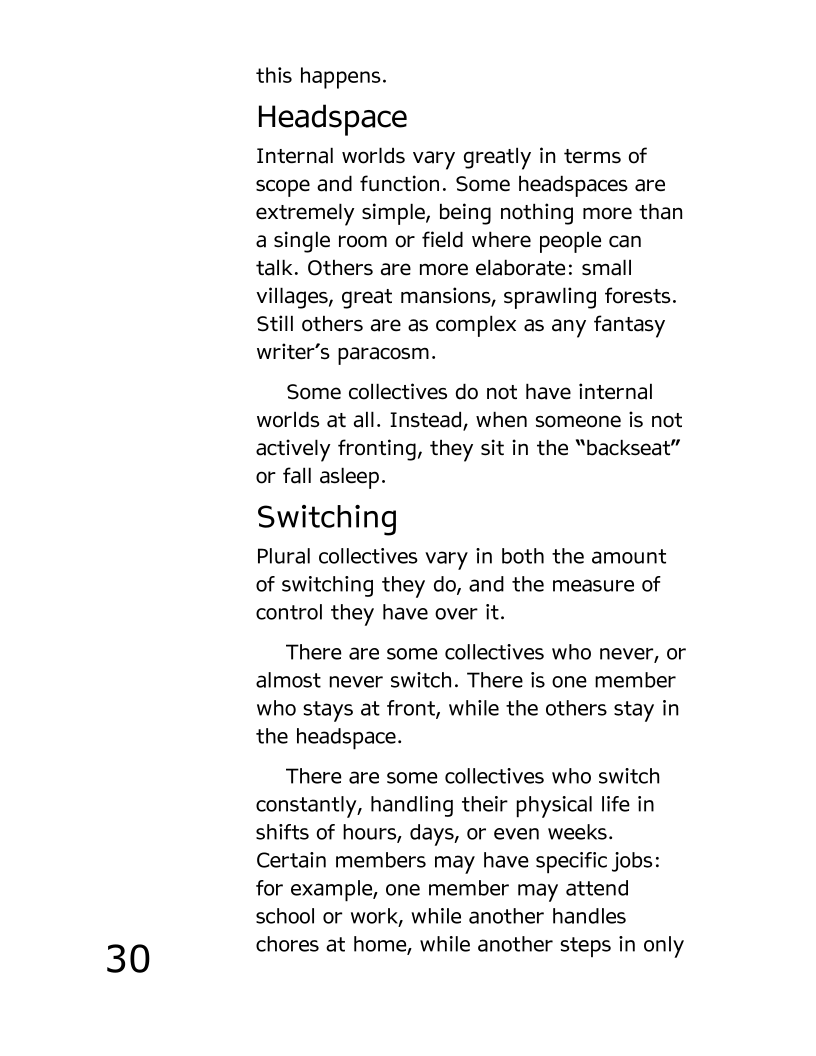 this happens.
Headspace
Internal worlds vary greatly in terms of
scope and function. Some headspaces are
extremely simple, being nothing more than
a single room or field where people can
talk. Others are more elaborate: small
villages, great mansions, sprawling forests.
Still others are as complex as any fantasy
writer’s paracosm.
Some collectives do not have internal
worlds at all. Instead, when someone is not
actively fronting, they sit in the “backseat”
or fall asleep.
Switching
Plural collectives vary in both the amount
of switching they do, and the measure of
control they have over it.
There are some collectives who never, or
almost never switch. There is one member
who stays at front, while the others stay in
the headspace.
There are some collectives who switch
constantly, handling their physical life in
shifts of hours, days, or even weeks.
Certain members may have specific jobs:
for example, one member may attend
school or work, while another handles
chores at home, while another steps in only
30